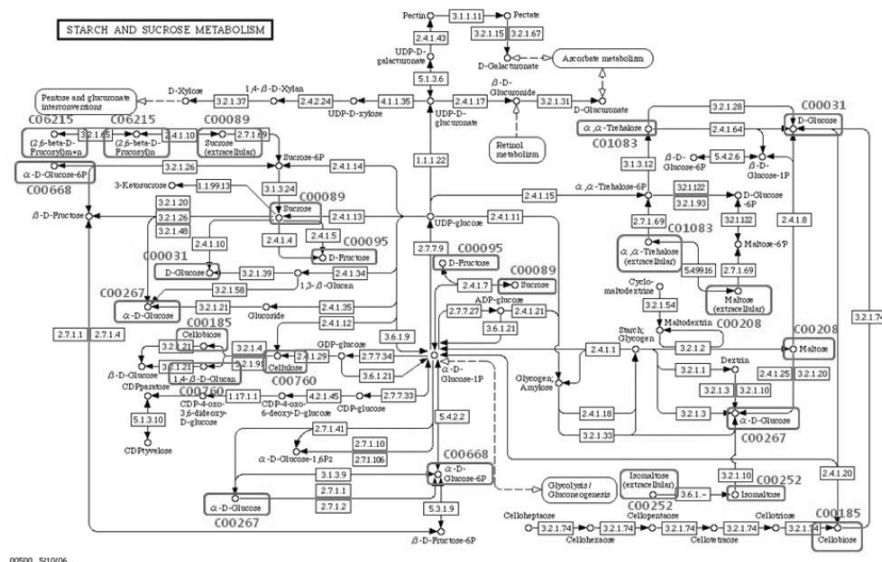 STARCH AND SUCROSE METABOLISM
Pectin
3.1.1.11
Pectate
2.4.1.43
3.2.1.15
3.2.1.67
UDP-D-
galacturonate
D-Galacturonate
Ascorbate metabolism
5.1.3.6
Pentose and glucuronate
interconversions
D-Xylose
3.2.1.37
1,4-β-D-Xylan
2.4.2.24
UDP-D-xylose
4.1.1.35
UDP-D-
glucuronate
2.4.1.17
β-D-
Glucuronide
3.2.1.31
D-Glucuronate
Retinol
metabolism
C06215
C06215
C00089
(2,6-beta-D-
Frucosyl)m+n
3.2.1.65
(2,6-beta-D-
Frucosyl)n
2.4.1.10
Sucrose
(extracellular)
2.7.1.69
3.2.1.28
C00031
D-Glucose
α,α-Trehalose
C01083
2.4.1.64
5.4.2.6
β-D-
Glucose-6P
β-D-
Glucose-1P
3.1.3.12
α-D-Glucose-6P
C00668
3.2.1.26
Sucrose-6P
2.4.1.14
1.1.1.22
3-Ketosucrose
1.1.99.13
3.1.3.24
C00089
Sucrose
β-D-Fructose
3.2.1.20
3.2.1.26
3.2.1.48
2.4.1.13
UDP-glucose
2.4.1.11
2.4.1.15
α,α-Trehalose-6P
3.2.1.122
3.2.1.93
D-Glucose
-6P
2.4.1.8
2.4.1.10
2.4.1.4
2.4.1.5
C00095
D-Fructose
2.7.1.69
C01083
3.2.1.122
Maltose-6'P
C00031
D-Glucose
3.2.1.39
2.4.1.34
1,3-β-Glucan
3.2.1.58
2.7.7.9
C00095
D-Fructose
C00089
Sucrose
2.4.1.7
α,α-Trehalose
(extracellular)
5.4.99.16
2.7.1.69
Maltose
(extracellular)
C00208
C00267
α-D-Glucose
3.2.1.21
Glucoside
2.4.1.35
ADP-glucose
2.7.7.27
2.4.1.21
Cyclo-
maltodextrine
3.2.1.54
Maltodextrin
3.2.1.74
2.7.1.1
2.7.1.4
C00185
Cellobiose
2.4.1.12
3.6.1.9
3.6.1.21
Starch;
Glycogen
3.2.1.2
C00208
Maltose
3.2.1.21
3.2.1.4
GDP-glucose
2.4.1.29
2.7.7.34
Cellulose
C00760
3.6.1.21
α-D-
Glucose-1P
2.4.1.1
3.2.1.1
Dextrin
2.4.1.25
3.2.1.20
β-D-Glucose
3.2.1.21
1,4-β-D-Glucan
C00760
Glycogen;
Amylose
3.2.1.3
3.2.1.10
CDPparatose
1.17.1.1
CDP-4-oxo-
3,6-dideoxy-D-
glucose
4.2.1.45
CDP-4-oxo-
6-deoxy-D-glucose
CDP-glucose
2.7.7.33
2.4.1.18
3.2.1.3
α-D-Glucose
C00267
5.1.3.10
CDPtyvelose
2.7.1.41
5.4.2.2
2.7.1.10
2.7.1.106
α-D-Glucose-1,6P2
3.2.1.33
C00668
α-D-
Glucose-6P
3.1.3.9
2.7.1.1
2.7.1.2
α-D-Glucose
C00267
Glycolysis /
Gluconeogenesis
3.2.1.10
Isomaltose
(extracellular)
C00252
3.6.1.-
C00252
Isomaltose
2.4.1.20
5.3.1.9
β-D-Fructose-6P
Celloheptaose
3.2.1.74
Cellohexaose
3.2.1.74
Cellopentaose
3.2.1.74
Cellotetraose
3.2.1.74
Cellotriose
3.2.1.74
C00185
Cellobiose
00500 5/10/06